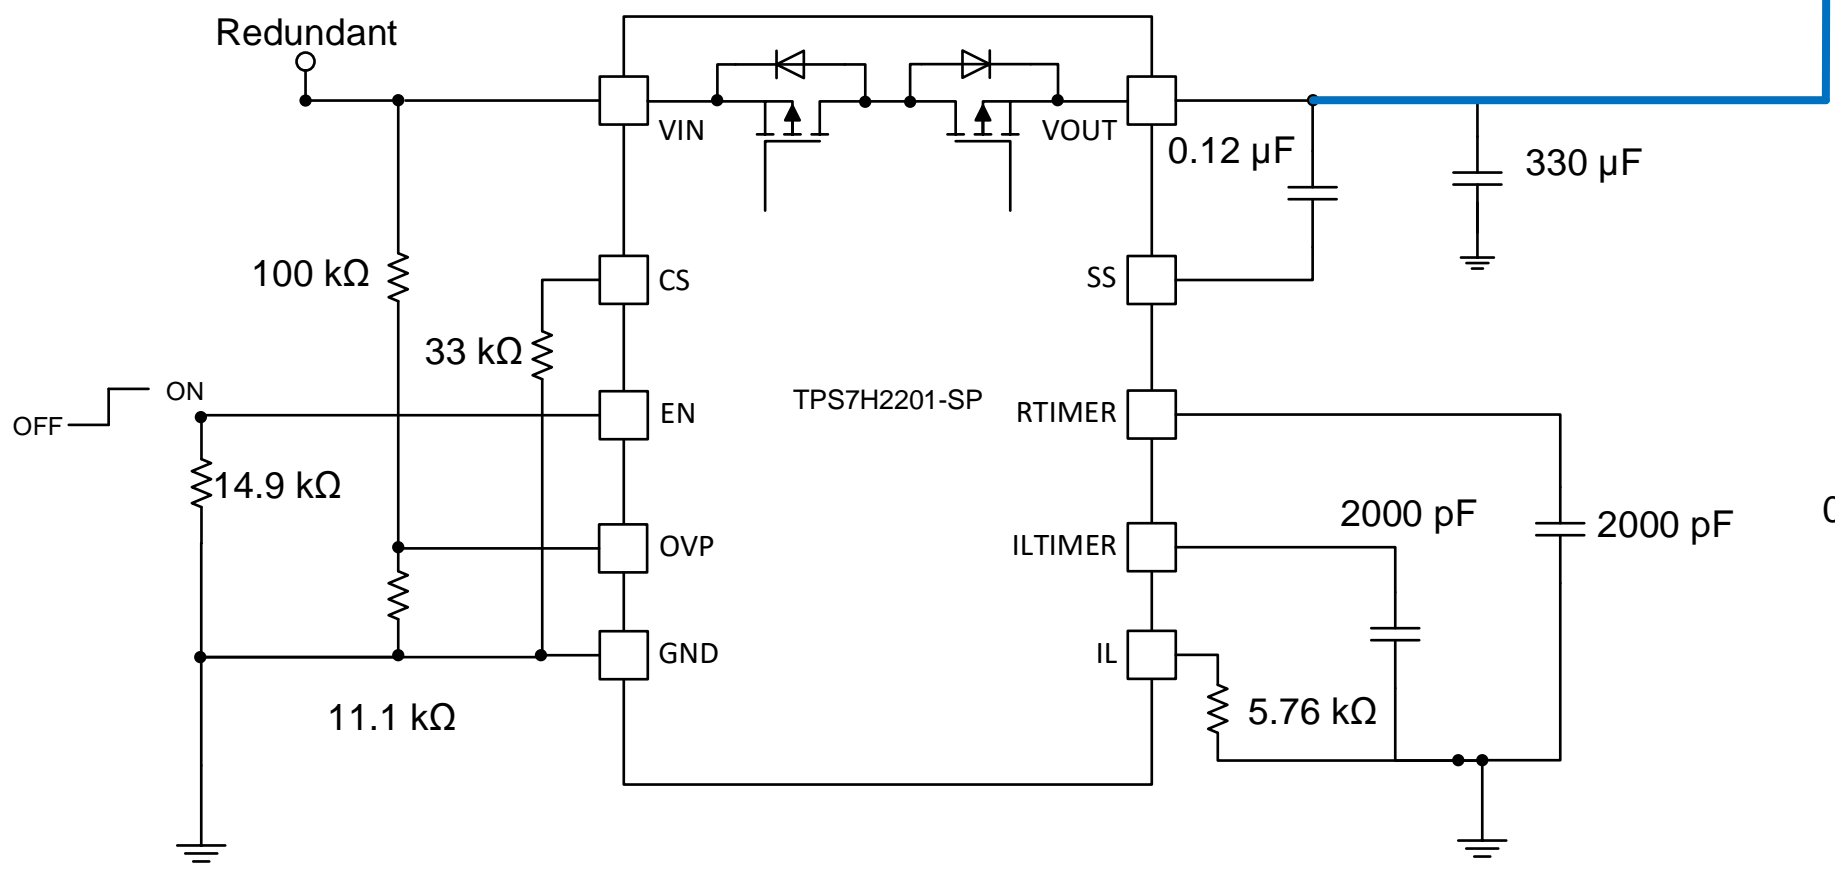 Redundant
VIN
VOUT
0.12 µF
330 µF
100 kΩ
CS
SS
33 kΩ
ON
OFF
EN
TPS7H2201-SP
RTIMER
14.9 kΩ
2000 pF
2000 pF
OVP
ILTIMER
GND
IL
11.1 kΩ
5.76 kΩ